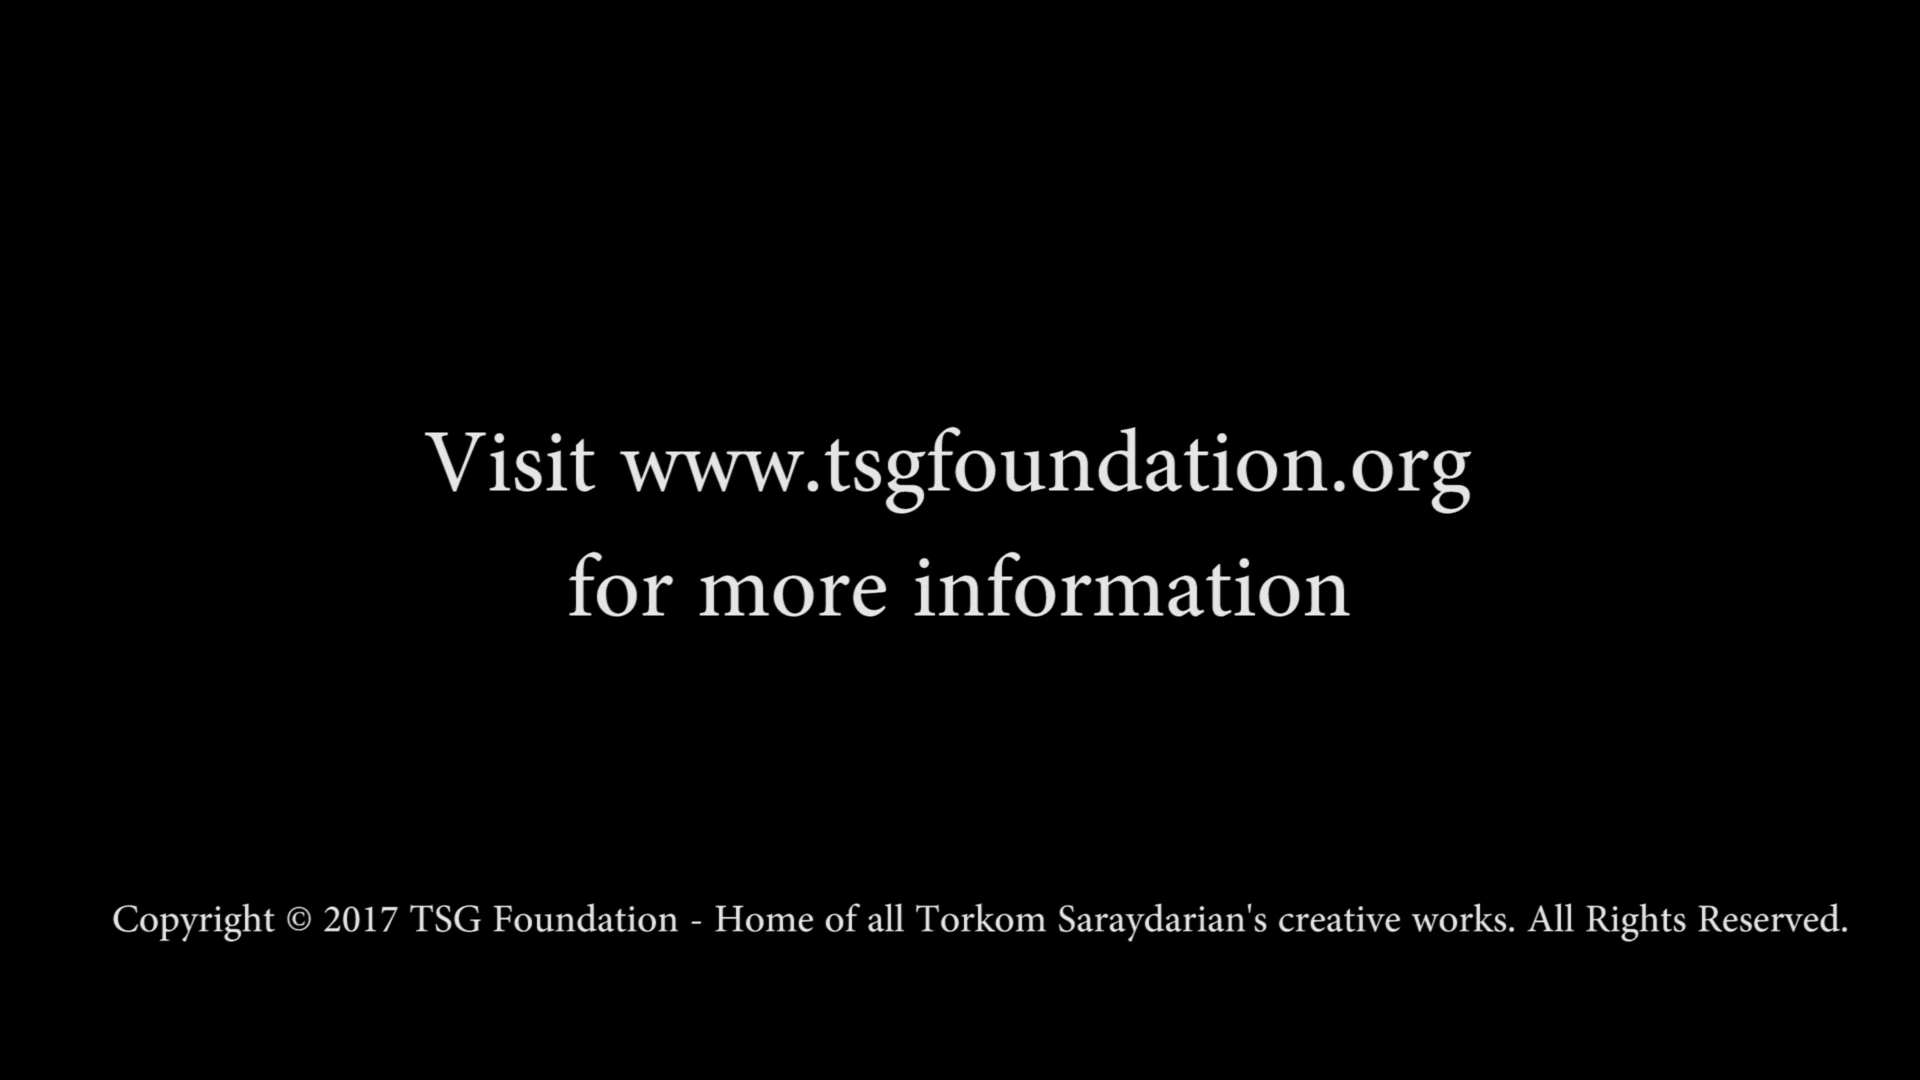 Visit www.tsgfoundation.org
for more information
Copyright © 2017 TSG Foundation - Home of all Torkom Saraydarian's creative works. All Rights Reserved.